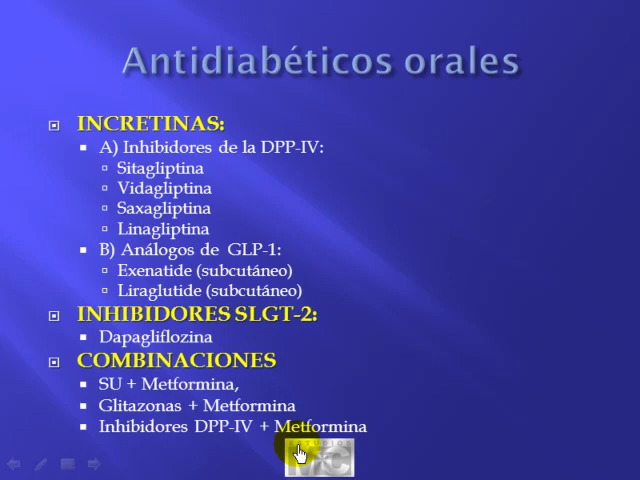 Antidiabéticos orales
INCRETINAS:
A) Inhibidores de la DPP-IV:
Sitagliptina
Vidagliptina
Saxagliptina
Linagliptina
B) Análogos de GLP-1:
Exenatide (subcutáneo)
Liraglutide (subcutáneo)
INHIBIDORES SLGT-2:
Dapagliflozina
COMBINACIONES
SU + Metformina,
Glitazonas + Metformina
Inhibidores DPP-IV + Metformina
ESTUDIOS